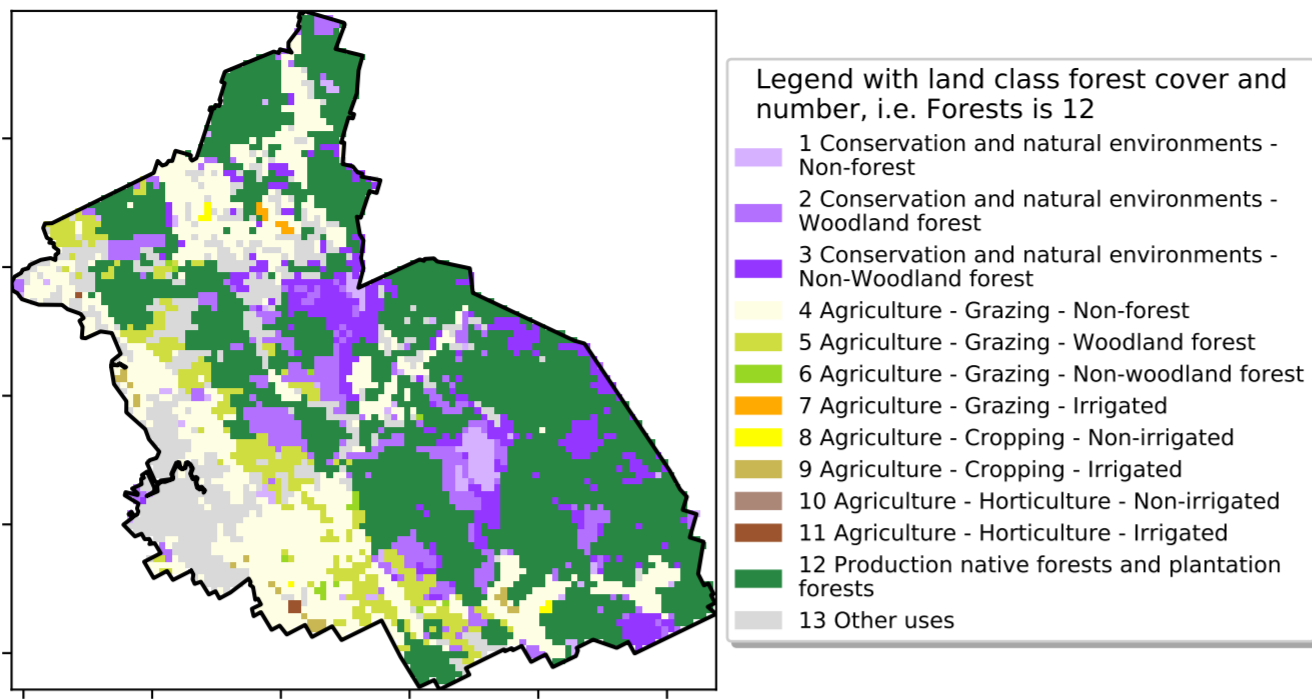 Legend with land class forest cover and
number, i.e. Forests is 12
1 Conservation and natural environments -
Non-forest
2 Conservation and natural environments -
Woodland forest
3 Conservation and natural environments -
Non-Woodland forest
4 Agriculture - Grazing - Non-forest
5 Agriculture - Grazing - Woodland forest
6 Agriculture - Grazing - Non-woodland forest
7 Agriculture - Grazing - Irrigated
8 Agriculture - Cropping - Non-irrigated
9 Agriculture - Cropping - Irrigated
10 Agriculture - Horticulture - Non-irrigated
11 Agriculture - Horticulture - Irrigated
12 Production native forests and plantation
forests
13 Other uses